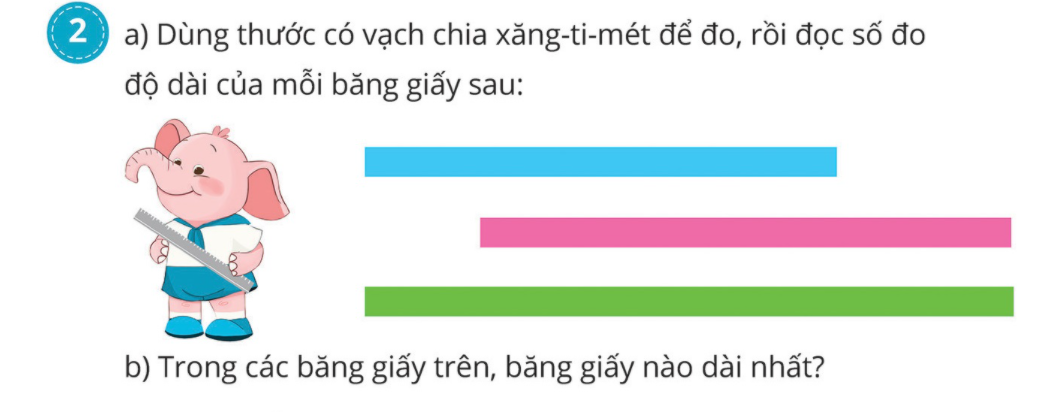 2 a) Dùng thước có vạch chia xăng-ti-mét để đo, rồi đọc số đo
độ dài của mỗi băng giấy sau:
b) Trong các băng giấy trên, băng giấy nào dài nhất?